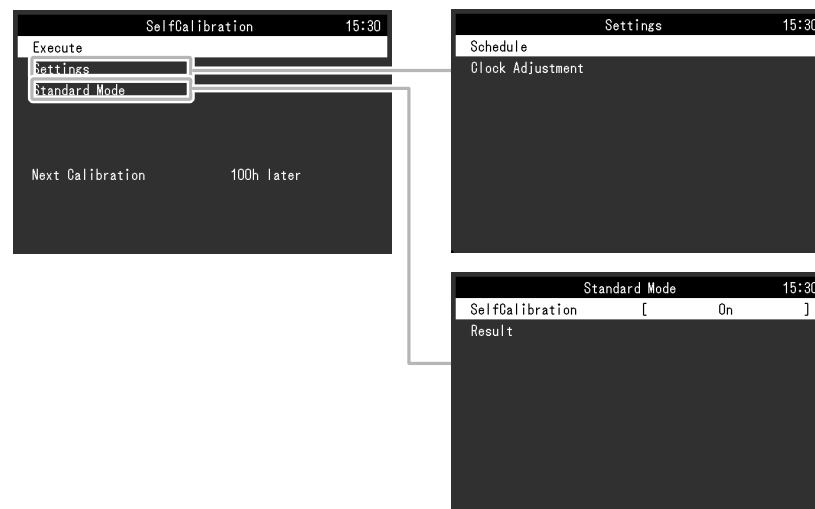 SelfCalibration 15:30
Execute
Settings
Standard Mode
Next Calibration 100h later
Settings 15:30
Schedule
Clock Adjustment
Standard Mode 15:30
SelfCalibration [ On ]
Result